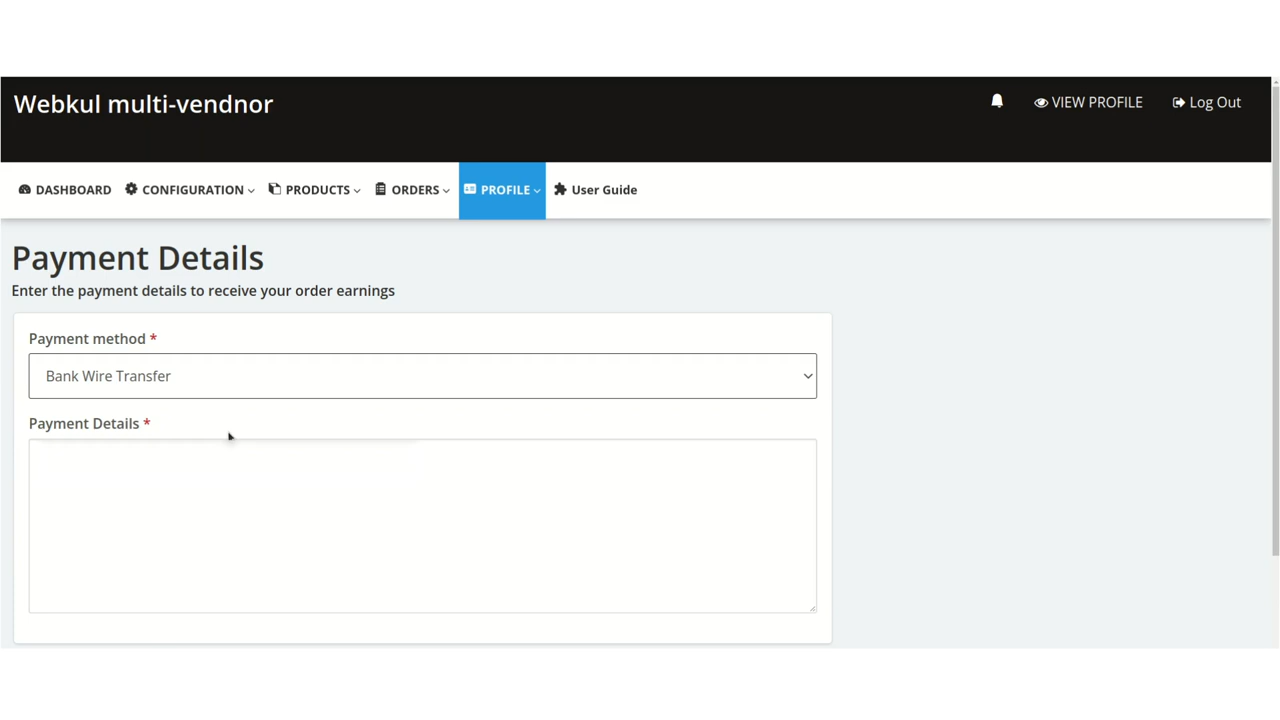 Webkul multi-vendnor
VIEW PROFILE
Log Out
DASHBOARD
CONFIGURATION
PRODUCTS
ORDERS
PROFILE
User Guide
Payment Details
Enter the payment details to receive your order earnings
Payment method *
Bank Wire Transfer
Payment Details *